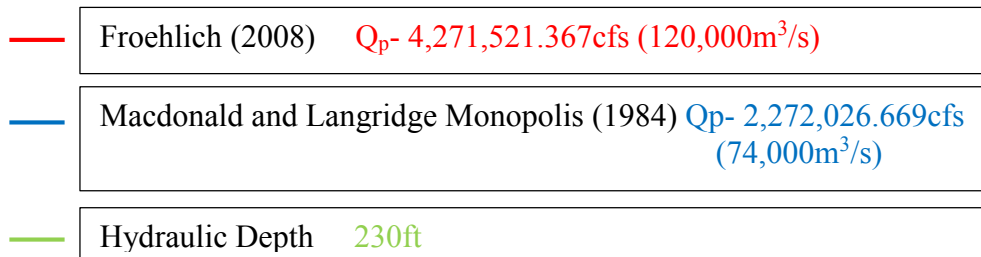 Froehlich (2008) Qp- 4,271,521.367cfs (120,000m³/s)
Macdonald and Langridge Monopolis (1984) Qp- 2,272,026.669cfs
(74,000m³/s)
Hydraulic Depth 230ft